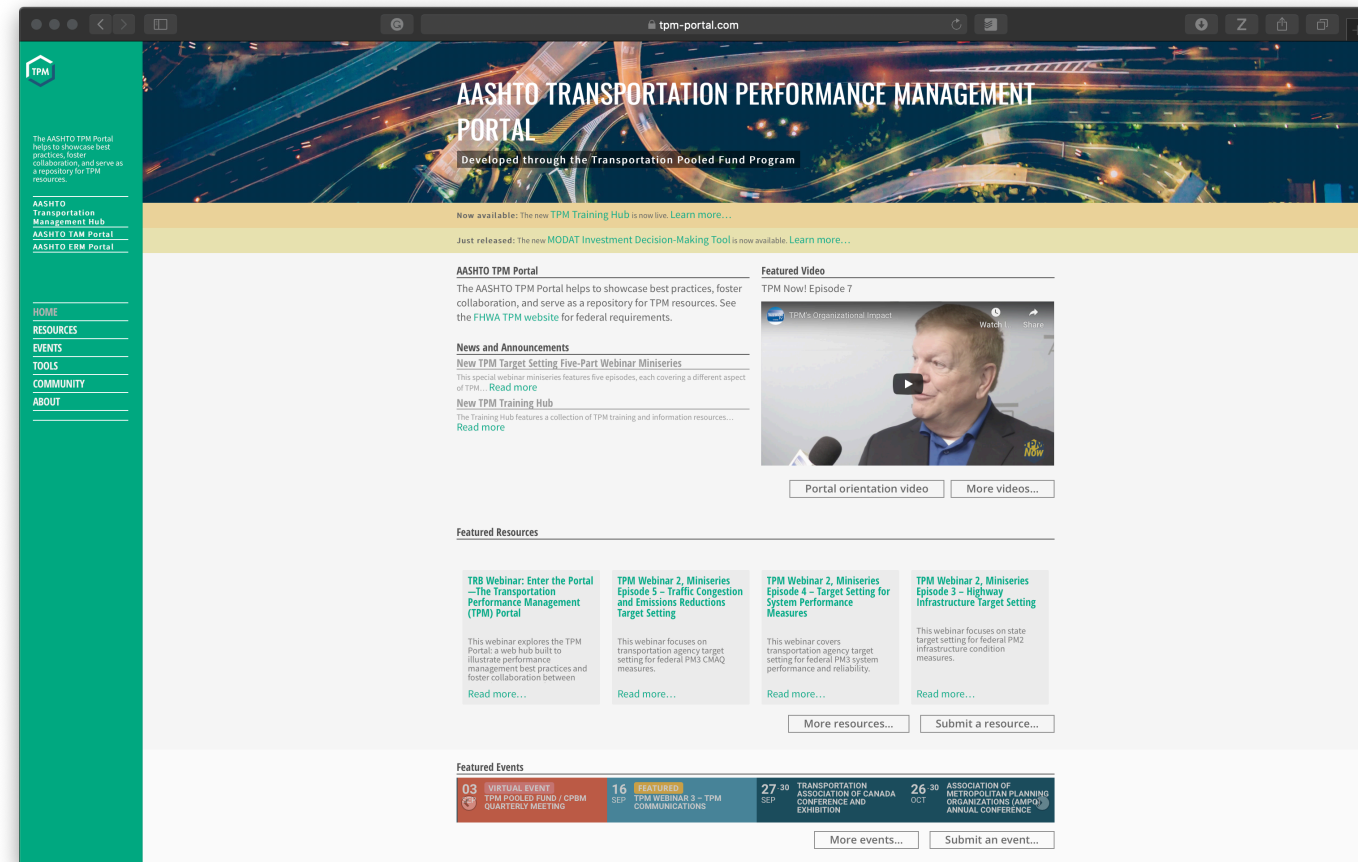 tpm-portal.com
TPM
The AASHTO TPM Portal
helps to showcase best
practices, foster
collaboration, and serve as
a repository for TPM
resources.
AASHTO
Transportation
Management Hub
AASHTO TAM Portal
AASHTO ERM Portal
HOME
RESOURCES
EVENTS
TOOLS
COMMUNITY
ABOUT
AASHTO TRANSPORTATION PERFORMANCE MANAGEMENT
PORTAL
Developed through the Transportation Pooled Fund Program
Now available: The new TPM Training Hub is now live. Learn more…
Just released: The new MODAT Investment Decision-Making Tool is now available. Learn more…
AASHTO TPM Portal
The AASHTO TPM Portal helps to showcase best practices, foster
collaboration, and serve as a repository for TPM resources. See
the FHWA TPM website for federal requirements.
News and Announcements
New TPM Target Setting Five-Part Webinar Miniseries
This special webinar miniseries features five episodes, each covering a different aspect
of TPM… Read more
New TPM Training Hub
The Training Hub features a collection of TPM training and information resources…
Read more
Featured Video
TPM Now! Episode 7
TPM's Organizational Impact
Watch l… Share
Now
Portal orientation video
More videos…
Featured Resources
TRB Webinar: Enter the Portal
—The Transportation
Performance Management
(TPM) Portal
This webinar explores the TPM
Portal: a web hub built to
illustrate performance
management best practices and
foster collaboration between
Read more…
TPM Webinar 2, Miniseries
Episode 5 – Traffic Congestion
and Emissions Reductions
Target Setting
This webinar focuses on
transportation agency target
setting for federal PM3 CMAQ
measures.
Read more…
TPM Webinar 2, Miniseries
Episode 4 – Target Setting for
System Performance
Measures
This webinar covers
transportation agency target
setting for federal PM3 system
performance and reliability.
Read more…
TPM Webinar 2, Miniseries
Episode 3 – Highway
Infrastructure Target Setting
This webinar focuses on state
target setting for federal PM2
infrastructure condition
measures.
Read more…
More resources…
Submit a resource…
Featured Events
03 VIRTUAL EVENT
TPM POOLED FUND / CPBM
QUARTERLY MEETING
16 SEP FEATURED
TPM WEBINAR 3 – TPM
COMMUNICATIONS
27-30 SEP
TRANSPORTATION
ASSOCIATION OF CANADA
CONFERENCE AND
EXHIBITION
26-30 OCT
ASSOCIATION OF
METROPOLITAN PLANNING
ORGANIZATIONS (AMPO)
ANNUAL CONFERENCE
More events…
Submit an event…